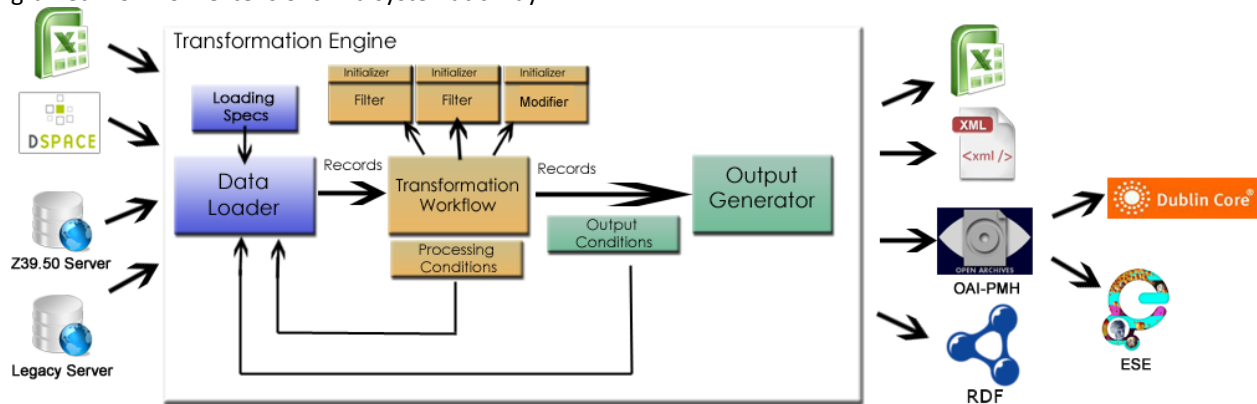 Transformation Engine
DSPACE
Z39.50 Server
Legacy Server
Loading
Specs
Data
Loader
Records
Initializer
Filter
Initializer
Filter
Initializer
Modifier
Transformation
Workflow
Processing
Conditions
Records
Output
Conditions
Output
Generator
X
X
XML
<xml />
OPEN ARCHIVES
OAI-PMH
RDF
Dublin Core®
ESE